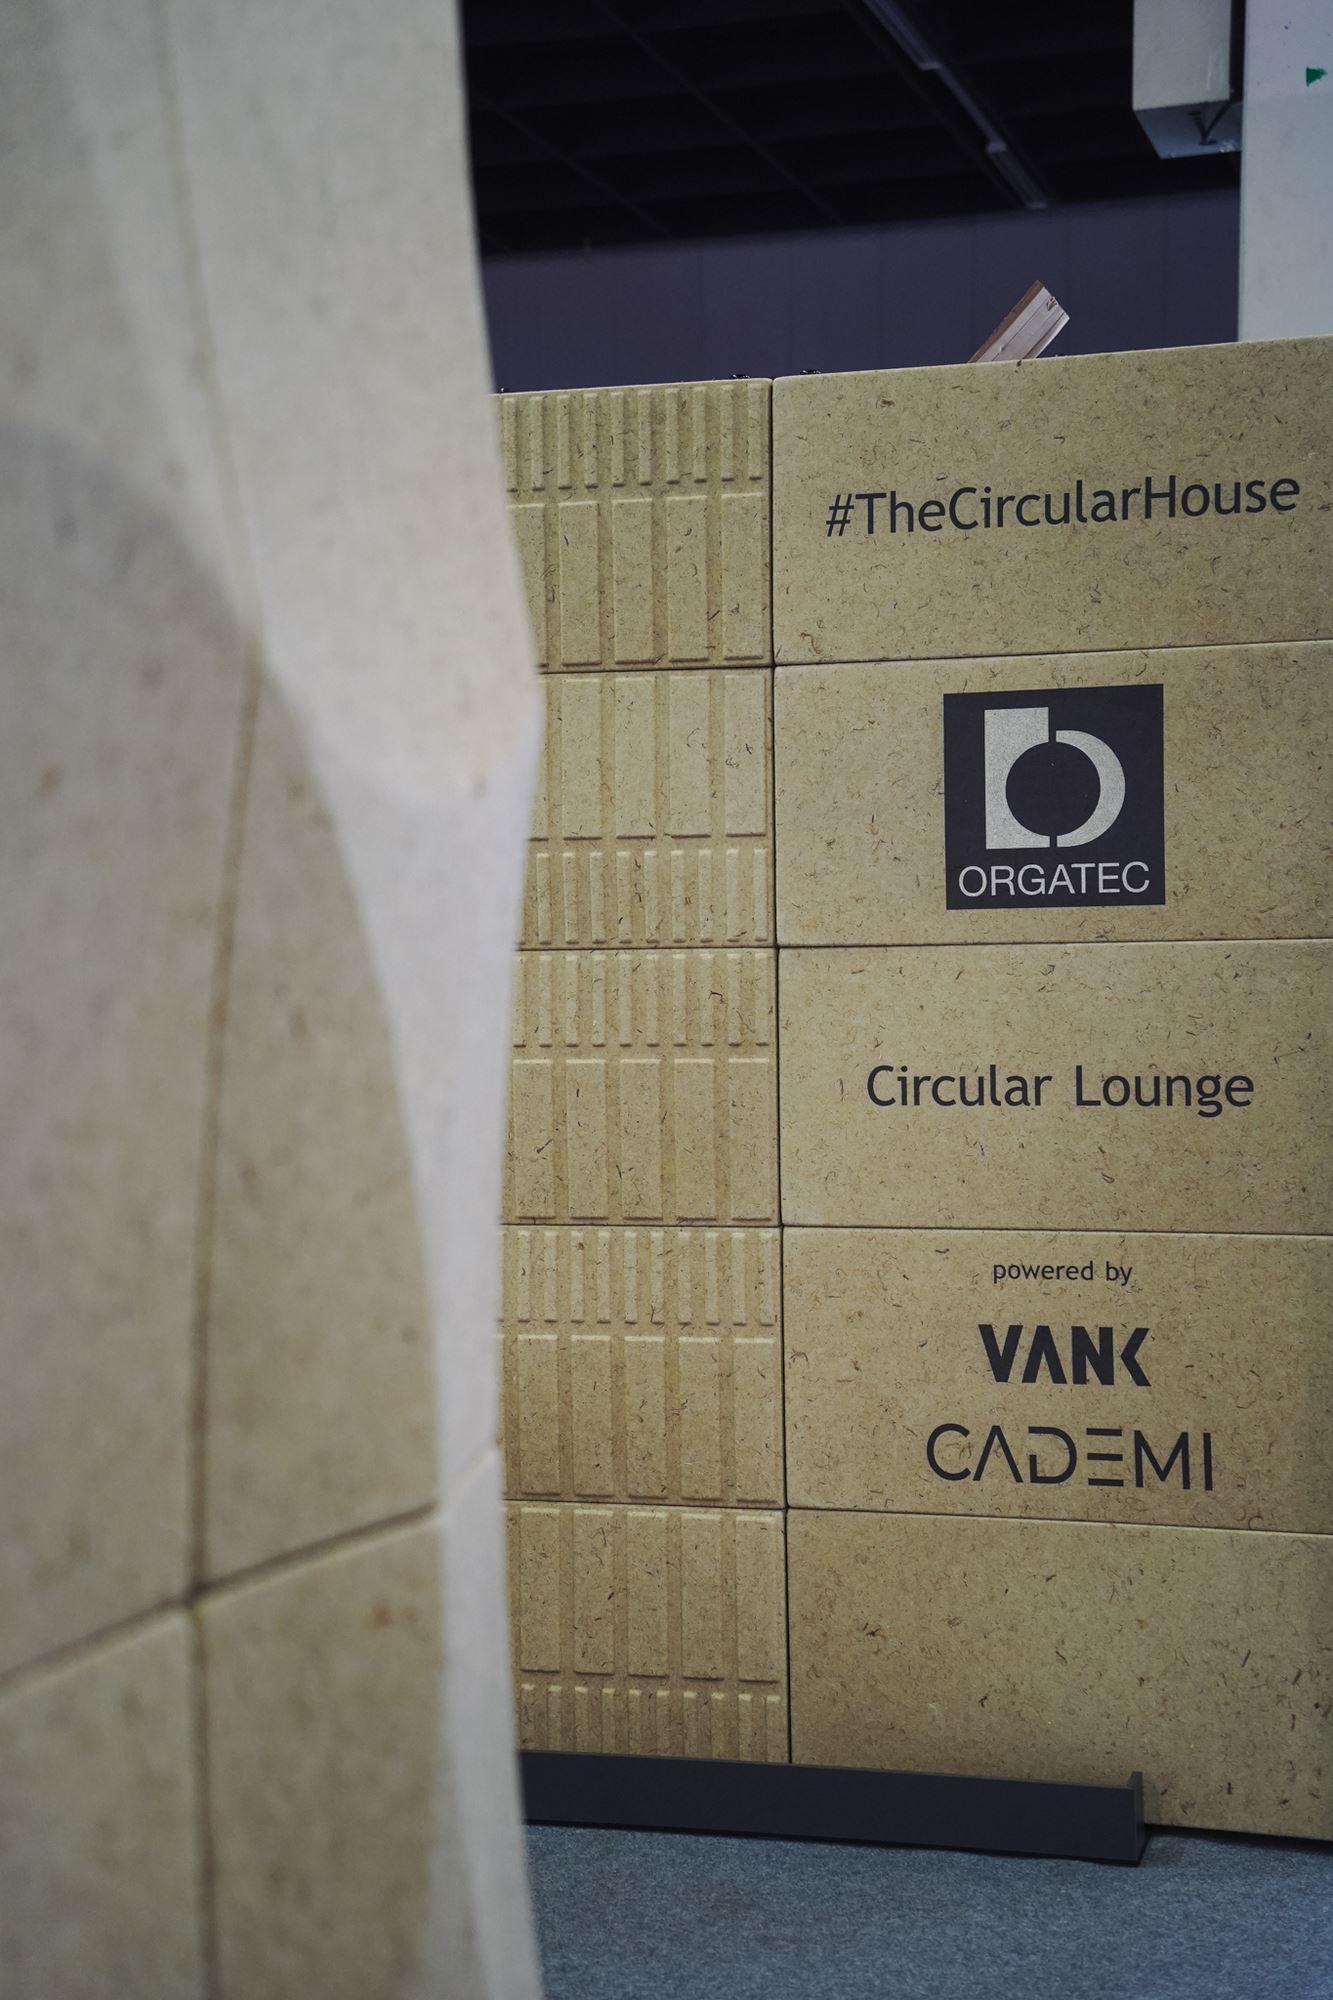 #TheCircularHouse
ORGATEC
Circular Lounge
powered by
VANK
CADEMI